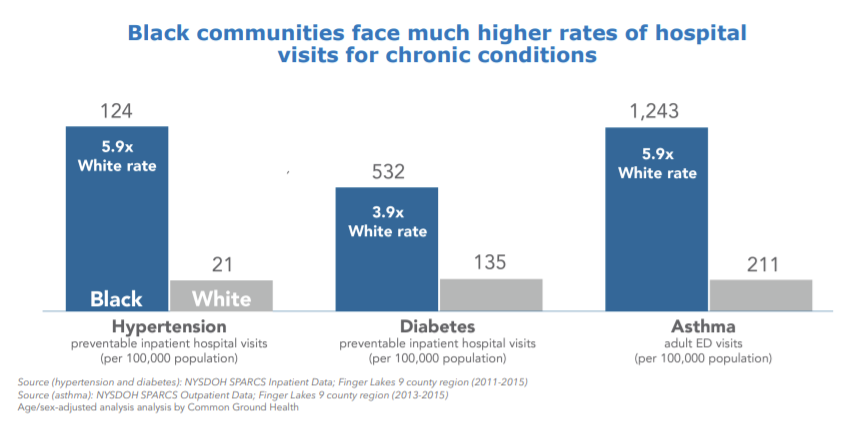 Black communities face much higher rates of hospital
visits for chronic conditions
124
5.9x
White rate
21
Black
White
Hypertension
preventable inpatient hospital visits
(per 100,000 population)
532
3.9x
White rate
135
Diabetes
preventable inpatient hospital visits
(per 100,000 population)
1,243
5.9x
White rate
211
Asthma
adult ED visits
(per 100,000 population)
Source (hypertension and diabetes): NYSDOH SPARCS Inpatient Data; Finger Lakes 9 county region (2011-2015)
Source (asthma): NYSDOH SPARCS Outpatient Data; Finger Lakes 9 county region (2013-2015)
Age/sex-adjusted analysis analysis by Common Ground Health